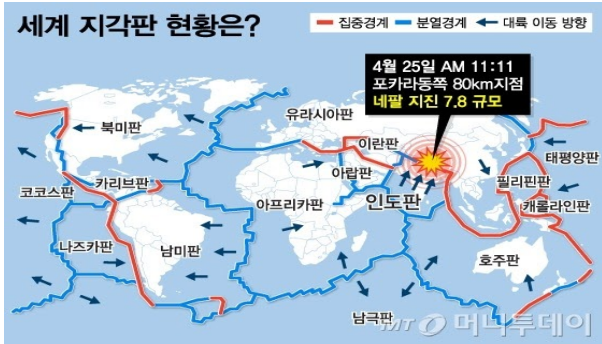 세계 지각판 현황은?
집중경계
분열경계
대륙 이동 방향
4월 25일 AM 11:11
포카라동쪽 80km지점
네팔 지진 7.8 규모
유라시아판
북미판
이란판
태평양판
아랍판
카리브판
필리핀판
코코스판
아프리카판
인도판
캐롤라인판
나즈카판
남미판
호주판
남극판
MT 머니투데이